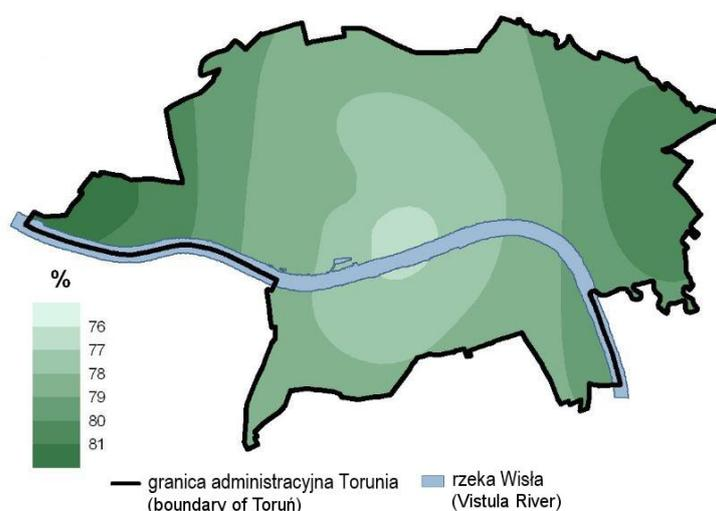 %
76
77
78
79
80
81
granica administracyjna Torunia
(boundary of Toruń)
rzeka Wisła
(Vistula River)